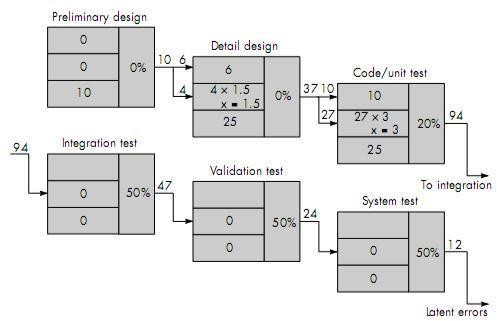 Preliminary design
0
0
10
0%
10 6
4
Detail design
6
4 × 1.5
x = 1.5
25
0%
37 10
27
Code/unit test
10
27 × 3
x = 3
25
20%
94
To integration
94
Integration test
0
0
50%
47
Validation test
0
0
50%
24
System test
0
0
50%
12
Latent errors